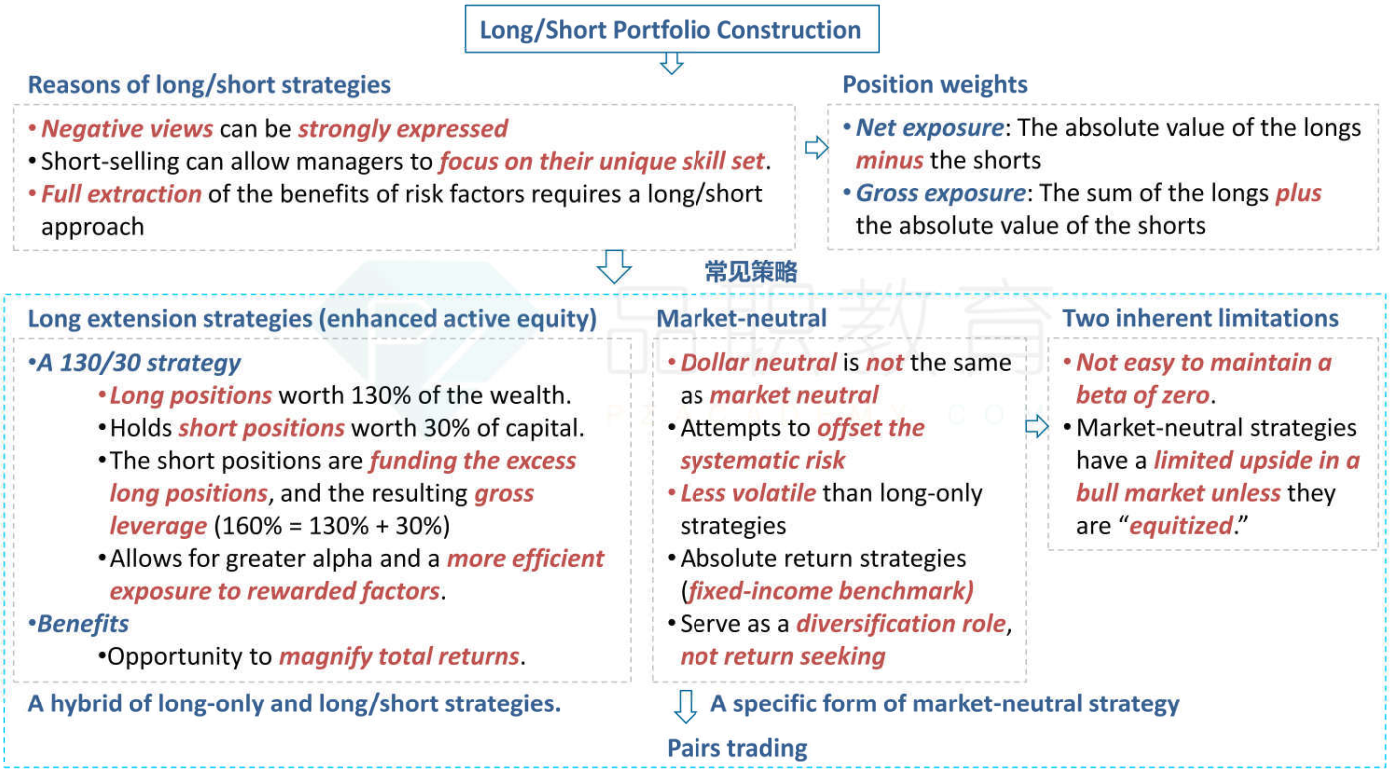 Long/Short Portfolio Construction
Reasons of long/short strategies
•Negative views can be strongly expressed
•Short-selling can allow managers to focus on their unique skill set.
•Full extraction of the benefits of risk factors requires a long/short
approach
Position weights
•Net exposure: The absolute value of the longs
minus the shorts
•Gross exposure: The sum of the longs plus
the absolute value of the shorts
常见策略
Long extension strategies (enhanced active equity)
•A 130/30 strategy
•Long positions worth 130% of the wealth.
•Holds short positions worth 30% of capital.
•The short positions are funding the excess
long positions, and the resulting gross
leverage (160% = 130% + 30%)
•Allows for greater alpha and a more efficient
exposure to rewarded factors.
•Benefits
•Opportunity to magnify total returns.
A hybrid of long-only and long/short strategies.
Market-neutral
•Dollar neutral is not the same
as market neutral
•Attempts to offset the
systematic risk
•Less volatile than long-only
strategies
•Absolute return strategies
(fixed-income benchmark)
•Serve as a diversification role,
not return seeking
Two inherent limitations
•Not easy to maintain a
beta of zero.
•Market-neutral strategies
have a limited upside in a
bull market unless they
are “equitized.”
A specific form of market-neutral strategy
Pairs trading
品职教育